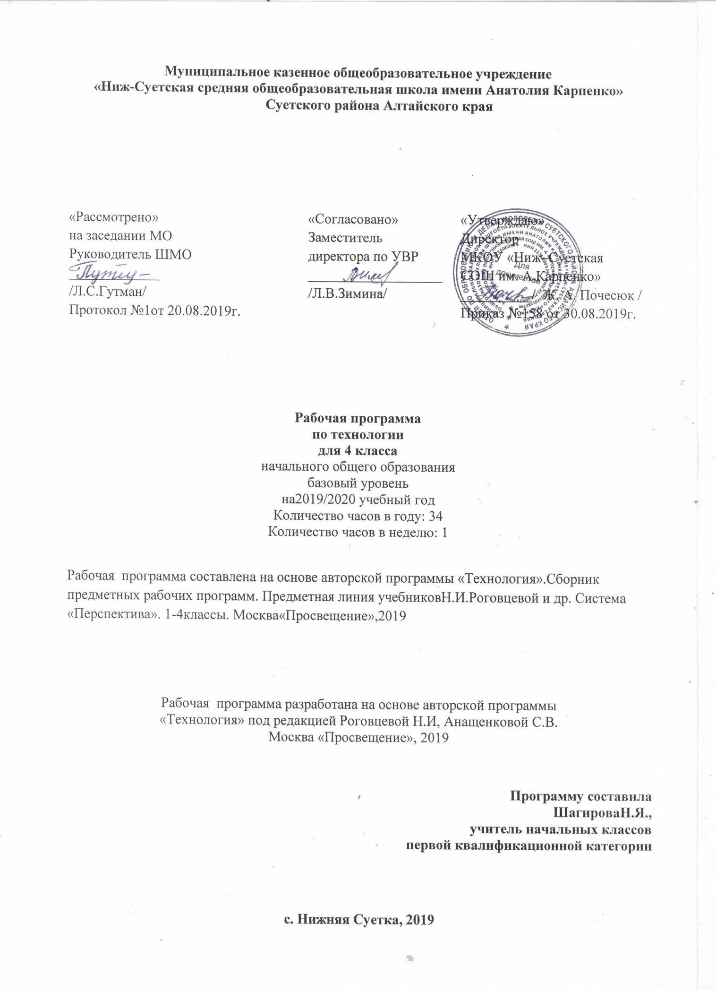 Муниципальное казенное общеобразовательное учреждение
«Ниж-Суетская средняя общеобразовательная школа имени Анатолия Карпенко»
Суетского района Алтайского края
«Рассмотрено»
на заседании МО
Руководитель ШМО
/Л.С.Гутман/
Протокол №1от 20.08.2019г.
«Согласовано»
Заместитель
директора по УВР
/Л.В.Зимина/
«Утверждаю»
Директор
МКОУ «Ниж- Суетская
СОШ им. А.Карпенко»
/ Ж. А. Почесюк /
Приказ №158 от 30.08.2019г.
Для
документов
Рабочая программа
по технологии
для 4 класса
начального общего образования
базовый уровень
на2019/2020 учебный год
Количество часов в году: 34
Количество часов в неделю: 1
Рабочая  программа составлена на основе авторской программы «Технология».Сборник
предметных рабочих программ. Предметная линия учебниковН.И.Роговцевой и др. Система
«Перспектива». 1-4классы. Москва«Просвещение»,2019
Рабочая  программа разработана на основе авторской программы
«Технология» под редакцией Роговцевой Н.И, Анащенковой С.В.
Москва «Просвещение», 2019
Программу составила
ШагироваН.Я.,
учитель начальных классов
первой квалификационной категории
с. Нижняя Суетка, 2019